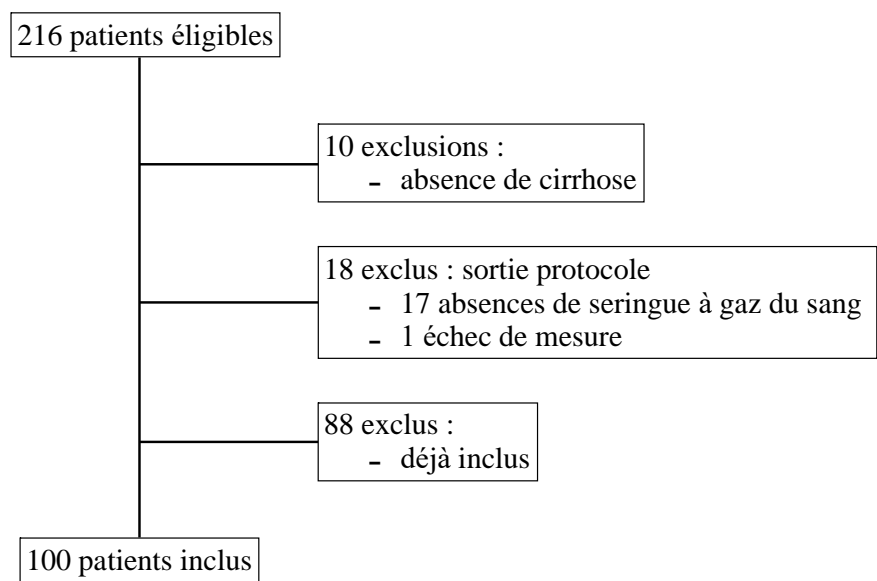 216 patients éligibles
10 exclusions :
- absence de cirrhose
18 exclus : sortie protocole
- 17 absences de seringue à gaz du sang
- 1 échec de mesure
88 exclus :
- déjà inclus
100 patients inclus